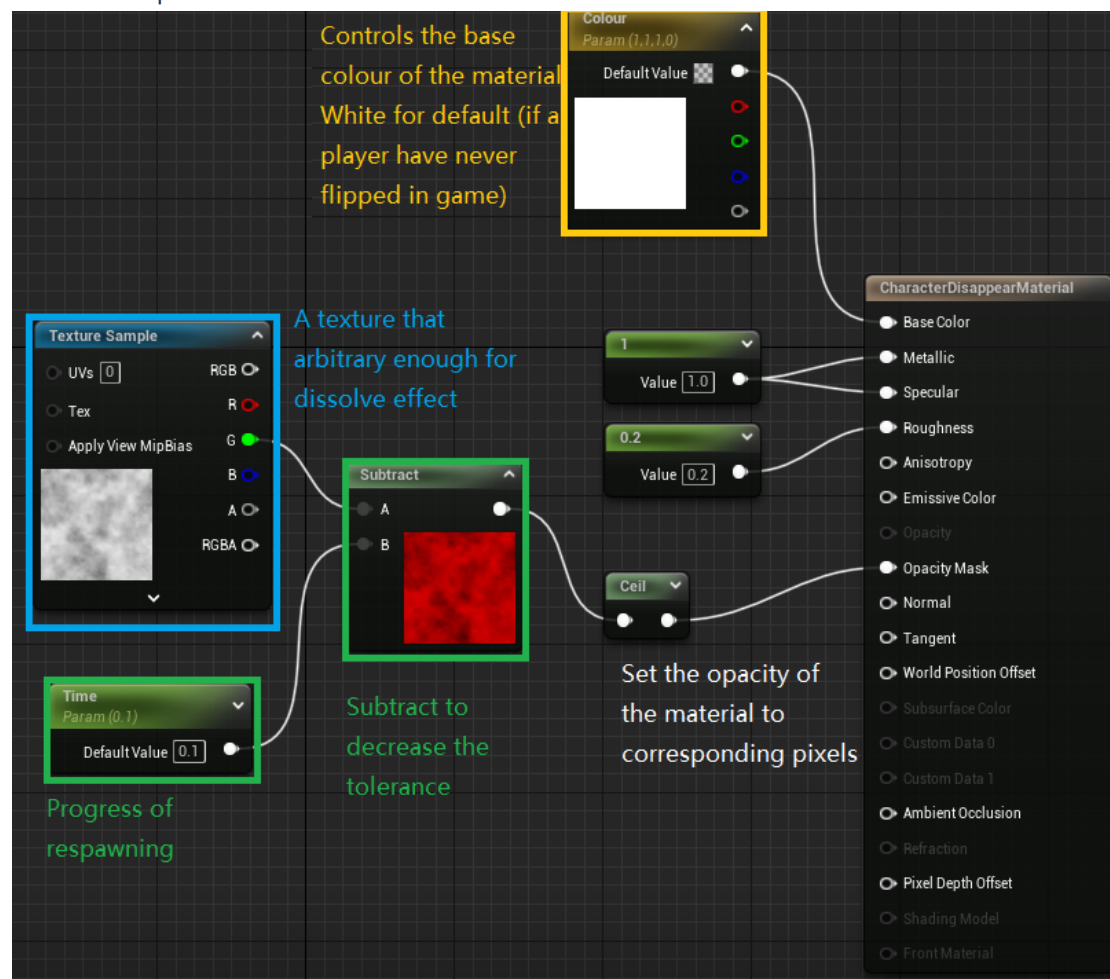 Colour
Param (1,1,1,0)
Default Value
Controls the base
colour of the material
White for default (if a
player have never
flipped in game)
CharacterDisappearMaterial
Base Color
Metallic
Specular
Roughness
Anisotropy
Emissive Color
Opacity
Opacity Mask
Normal
Tangent
World Position Offset
Subsurface Color
Custom Data 0
Custom Data 1
Ambient Occlusion
Refraction
Pixel Depth Offset
Shading Model
Front Material
Texture Sample
UVs 0
RGB
Tex
R
Apply View MipBias
G
B
A
RGBA
A texture that
arbitrary enough for
dissolve effect
1
Value 1.0
0.2
Value 0.2
Subtract
A
B
Ceil
Set the opacity of
the material to
corresponding pixels
Time
Param (0.1)
Default Value 0.1
Subtract to
decrease the
tolerance
Progress of
respawning